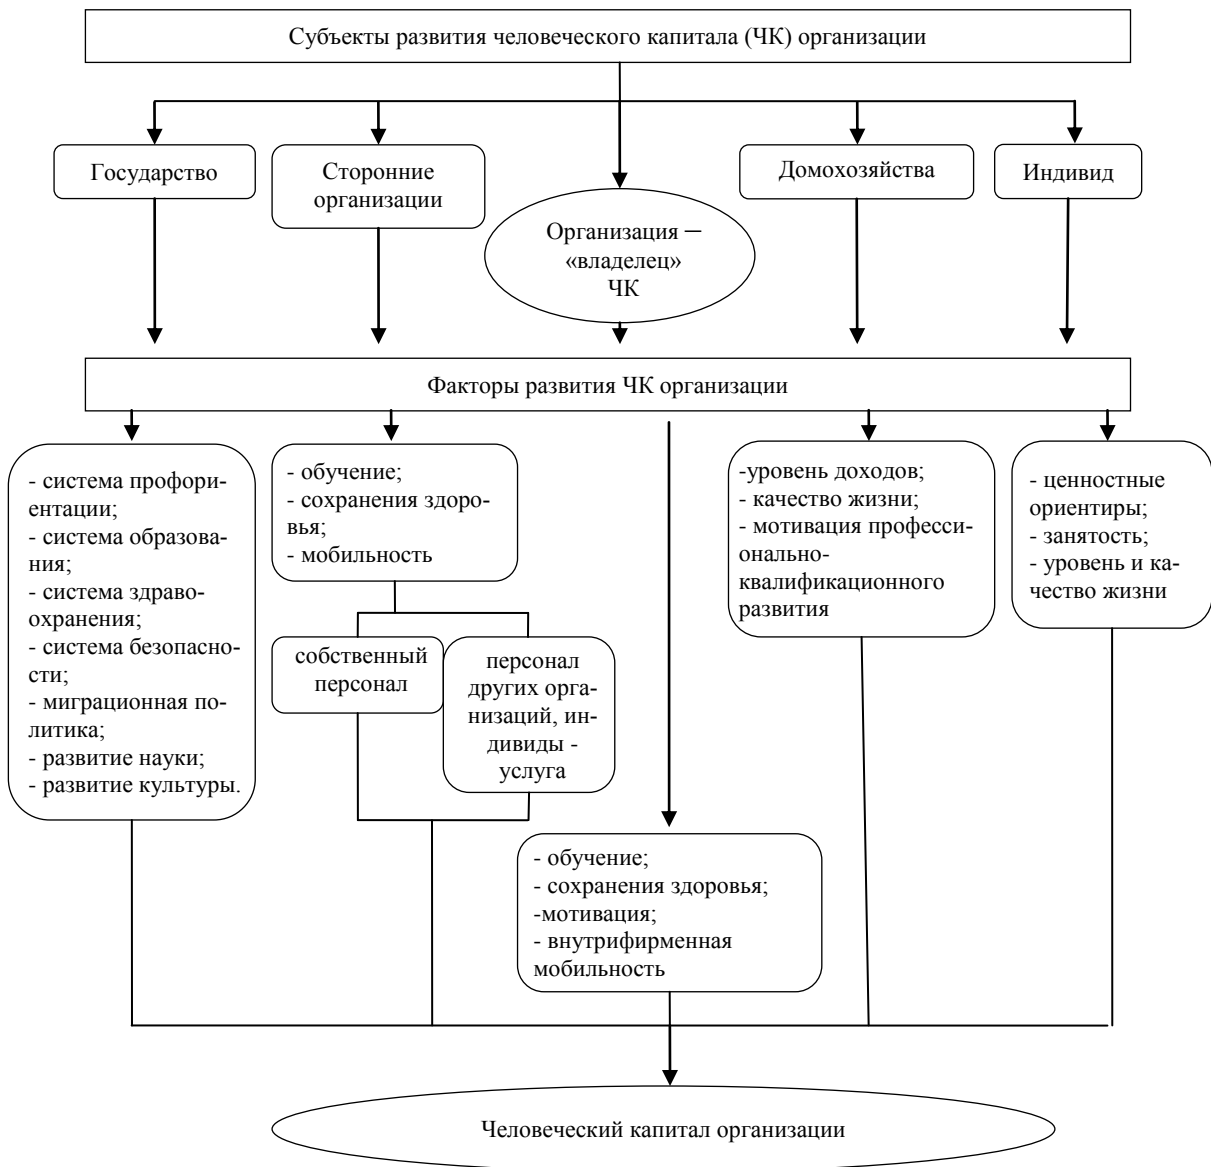 Субъекты развития человеческого капитала (ЧК) организации
Государство
Сторонние
организации
Организация –
«владелец»
ЧК
Домохозяйства
Индивид
Факторы развития ЧК организации
- система профори-
ентации;
- система образова-
ния;
- система здраво-
охранения;
- система безопасно-
сти;
- миграционная по-
литика;
- развитие науки;
- развитие культуры.
- обучение;
- сохранения здоро-
вья;
- мобильность
собственный
персонал
персонал
других орга-
низаций, ин-
дивиды -
услуга
- обучение;
- сохранения здоровья;
-мотивация;
- внутрифирменная
мобильность
-уровень доходов;
- качество жизни;
- мотивация професси-
онально-
квалификационного
развития
- ценностные
ориентиры;
- занятость;
- уровень и ка-
чество жизни
Человеческий капитал организации